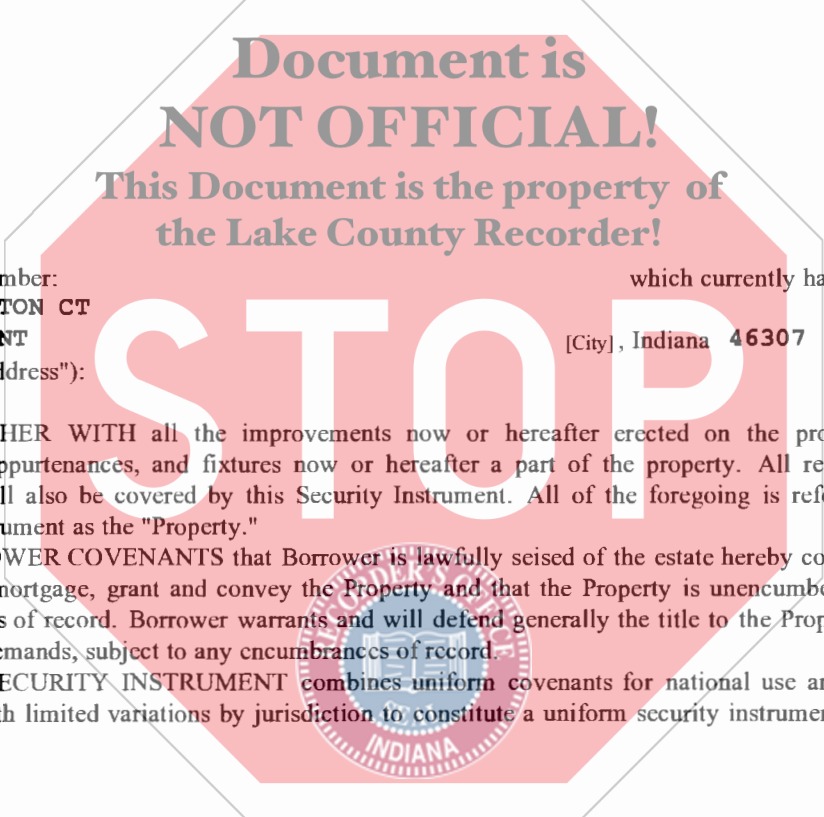 Document is
NOT OFFICIAL!
This Document is the property of
the Lake County Recorder!
mber: which currently ha
TON CT
NT [City], Indiana 46307
ddress"):
STOP
HER WITH all the improvements now or hereafter erected on the pro
ppurtenances, and fixtures now or hereafter a part of the property. All re
ll also be covered by this Security Instrument. All of the foregoing is refe
ument as the "Property."
OWER COVENANTS that Borrower is lawfully seised of the estate hereby co
mortgage, grant and convey the Property and that the Property is unencumbe
s of record. Borrower warrants and will defend generally the title to the Prop
emands, subject to any encumbrances of record.
ECURITY INSTRUMENT combines uniform covenants for national use an
th limited variations by jurisdiction to constitute a uniform security instrumen
RECORDER'S OFFICE
SEAL
INDIANA